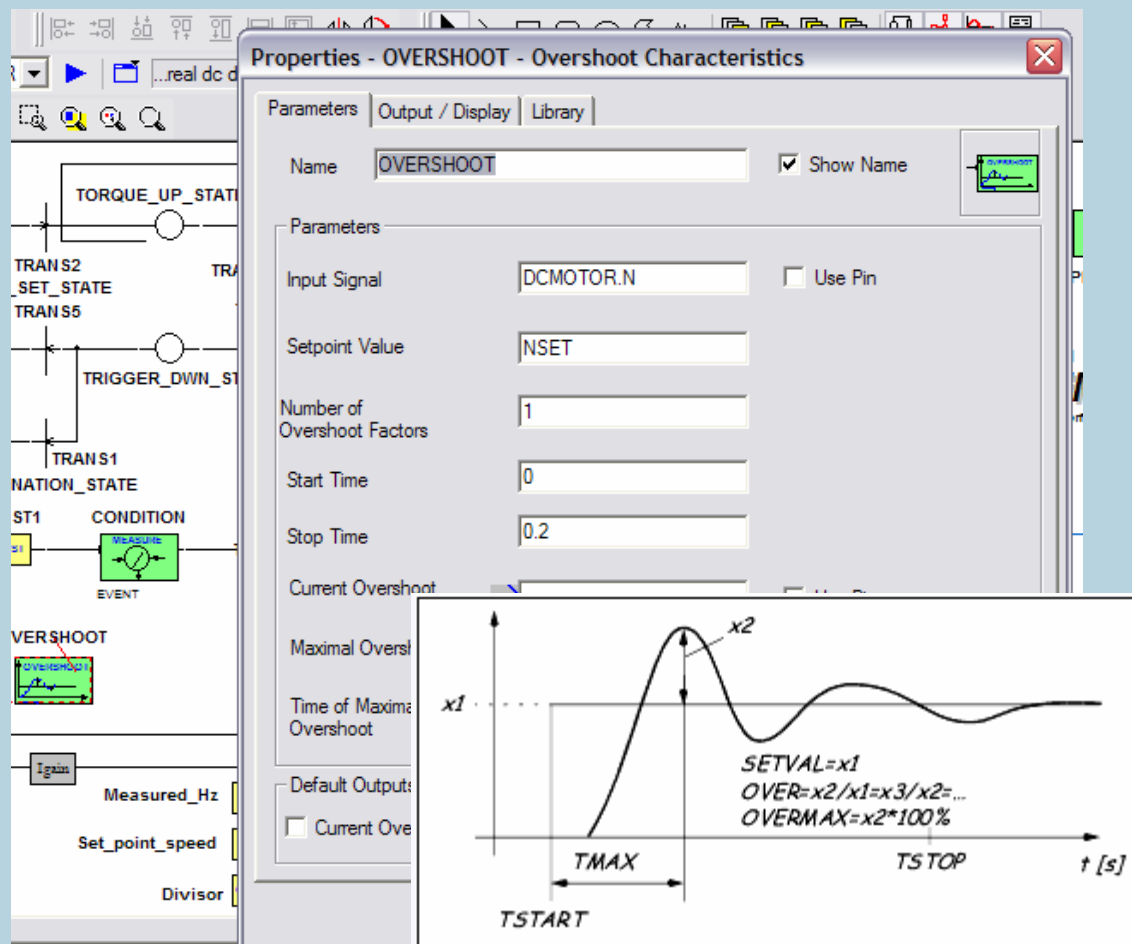 ...real dc d
Properties - OVERSHOOT - Overshoot Characteristics
Parameters
Output / Display
Library
Name
OVERSHOOT
Show Name
OVERSHOOT
Parameters
Input Signal
DCMOTOR.N
Use Pin
Setpoint Value
NSET
Number of
Overshoot Factors
1
Start Time
0
Stop Time
0.2
Current Overshoot
Maximal Oversh
Time of Maxima
Overshoot
Default Outputs
Current Ove
TORQUE_UP_STAT
TRANS2
TRA
_SET_STATE
TRANS5
TRIGGER_DWN_ST
TRANS1
NATION_STATE
ST1
CONDITION
MEASURE
EVENT
VERSHOOT
OVERSHOOT
Igain
Measured_Hz
Set_point_speed
Divisor
x2
x1
SETVAL=x1
OVER=x2/x1=x3/x2=...
OVERMAX=x2*100%
TMAX
TSTOP
t [s]
TSTART